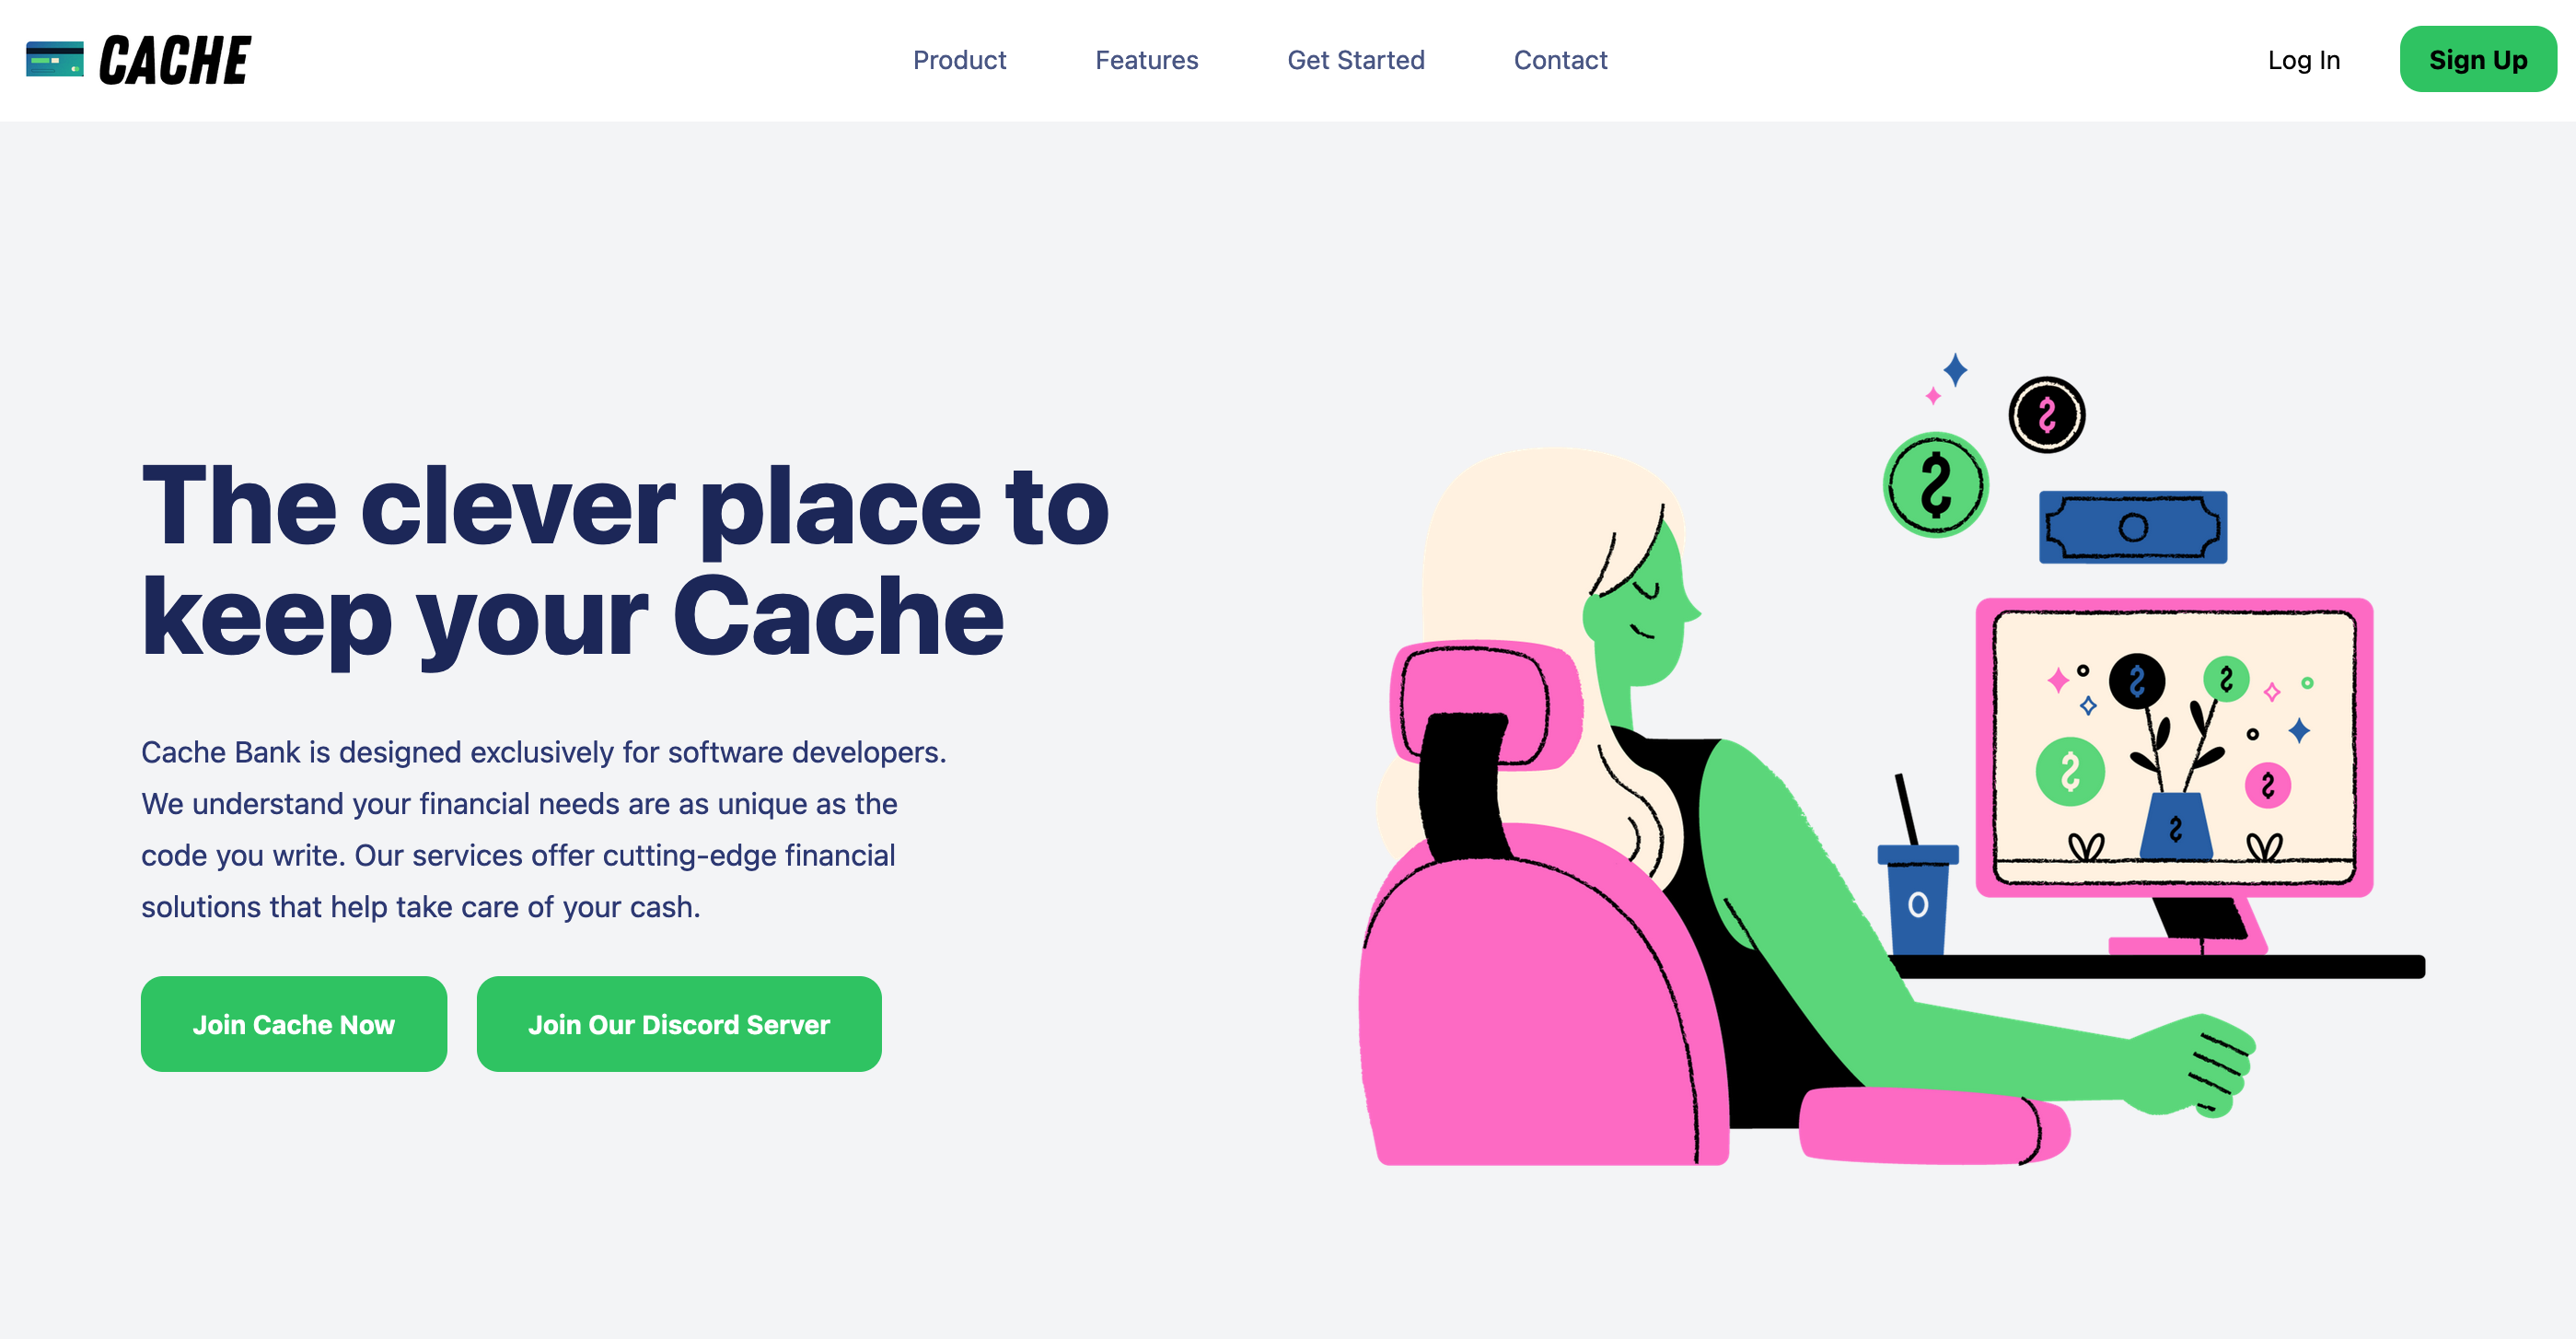 CACHE
Product
Features
Get Started
Contact
Log In
Sign Up
The clever place to
keep your Cache
Cache Bank is designed exclusively for software developers.
We understand your financial needs are as unique as the
code you write. Our services offer cutting-edge financial
solutions that help take care of your cash.
Join Cache Now
Join Our Discord Server